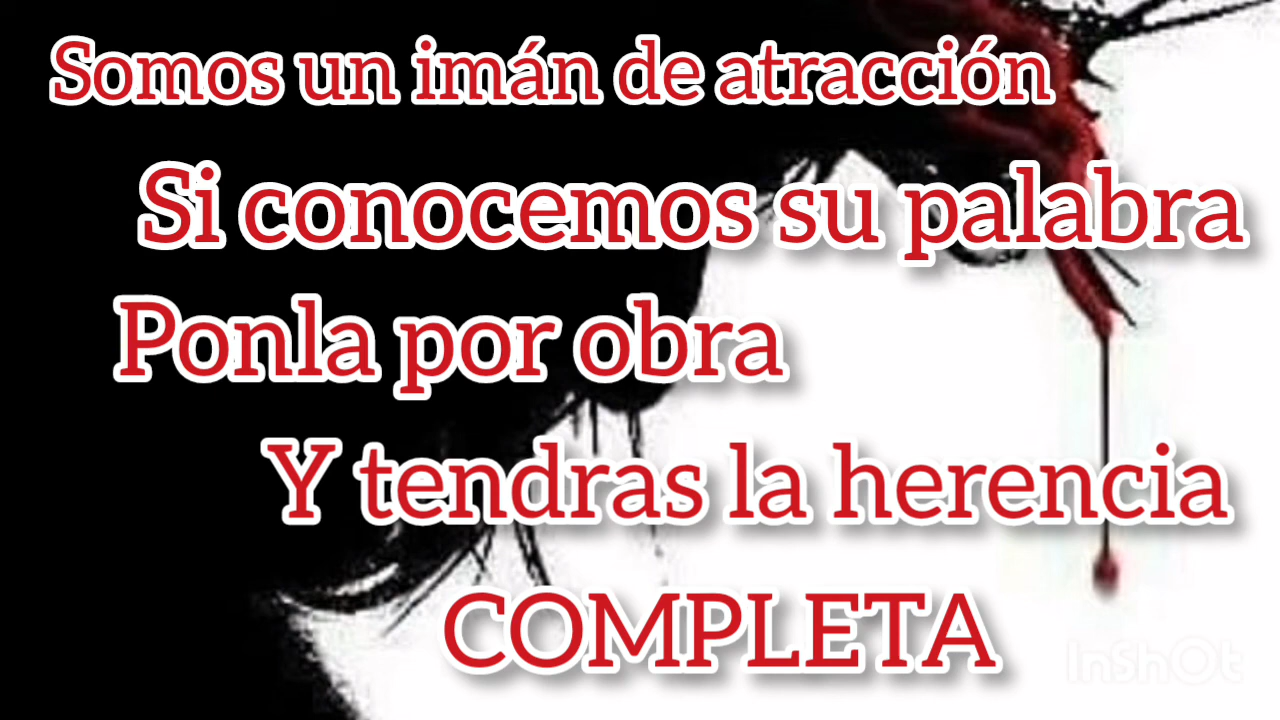 Somos un imán de atracción
Si conocemos su palabra
Ponla por obra
Y tendras la herencia
COMPLETA
InShOt